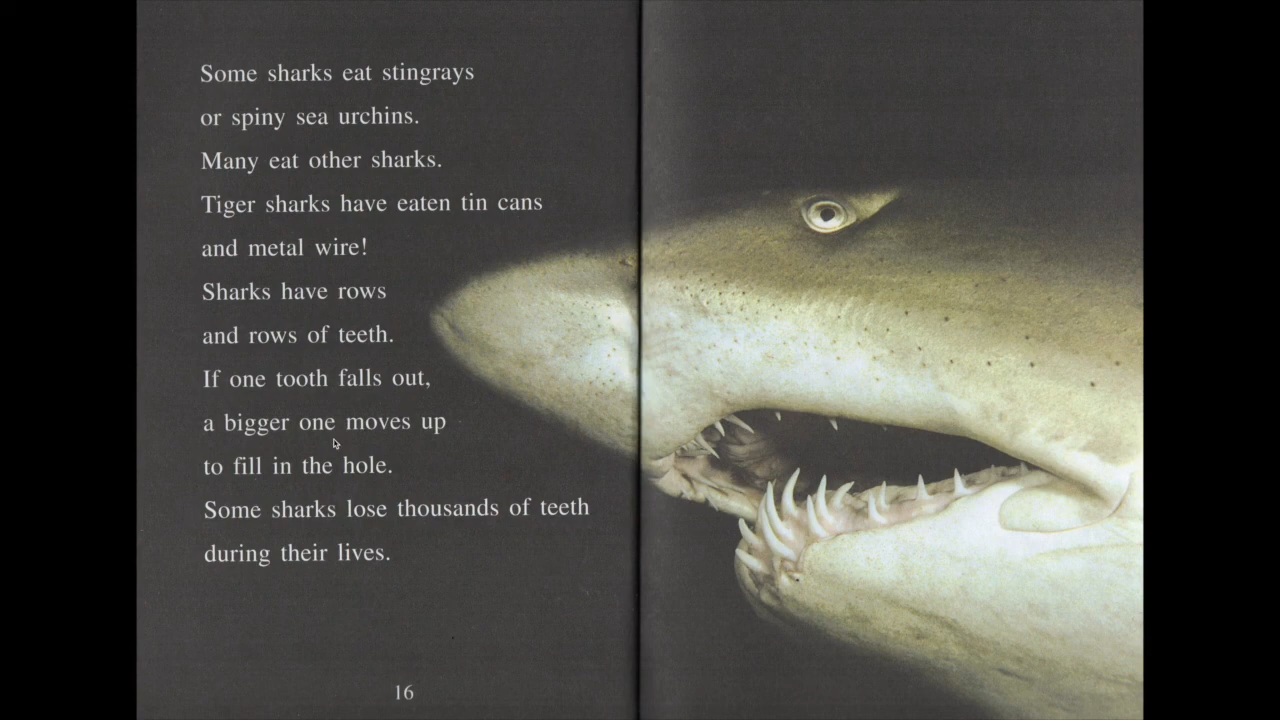 Some sharks eat stingrays
or spiny sea urchins.
Many eat other sharks.
Tiger sharks have eaten tin cans
and metal wire!
Sharks have rows
and rows of teeth.
If one tooth falls out,
a bigger one moves up
to fill in the hole.
Some sharks lose thousands of teeth
during their lives.
16